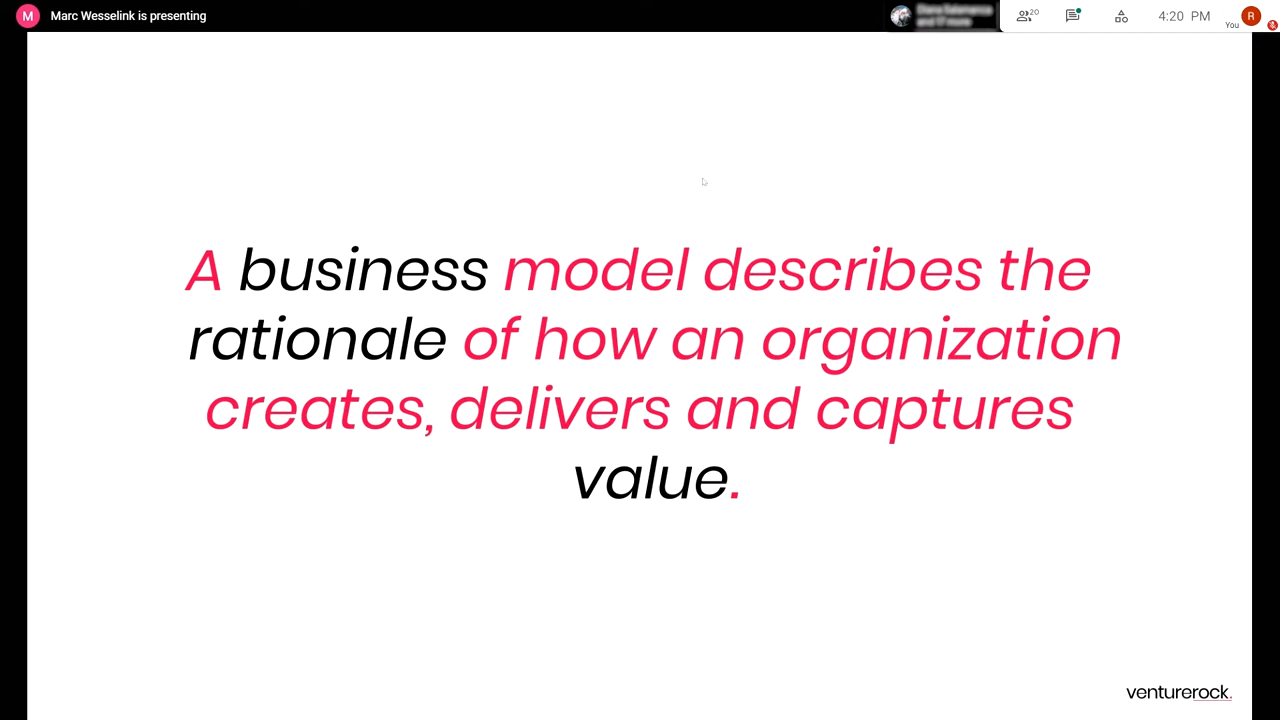 M Marc Wesselink is presenting
20
4:20 PM
You
R
A business model describes the
rationale of how an organization
creates, delivers and captures
value.
venturerock.